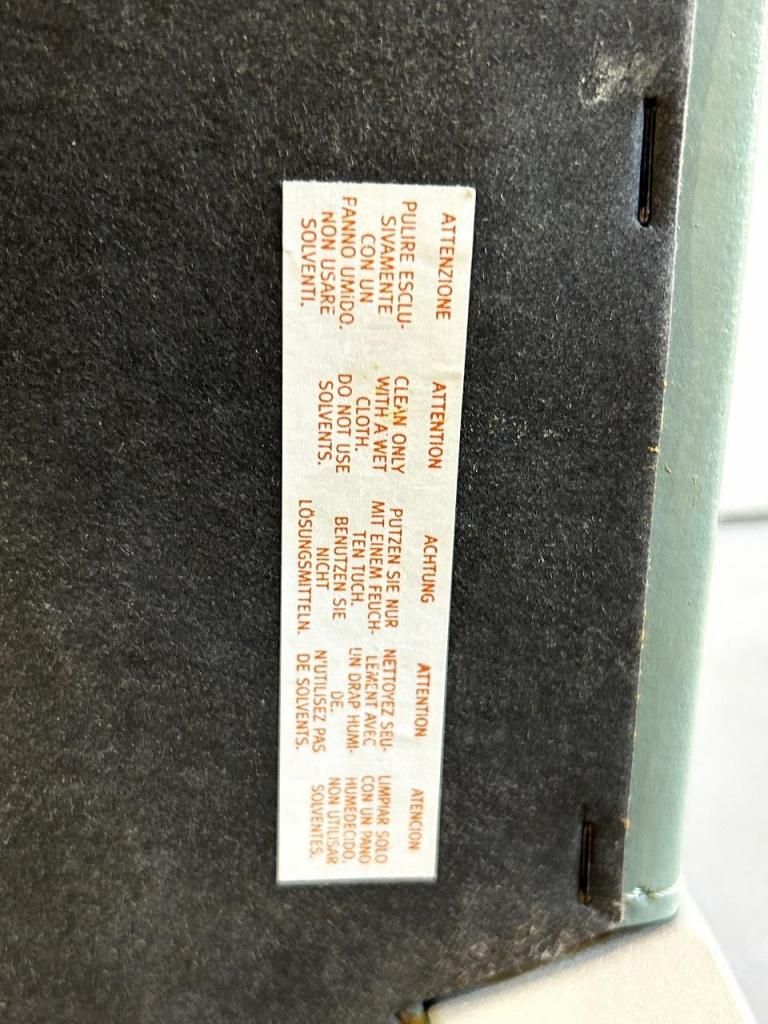 ATTENZIONE
PULIRE ESCLU-
SIVAMENTE
CON UN
FANNO UMIDO.
NON USARE
SOLVENTI.
ATTENTION
CLEAN ONLY
WITH A WET
CLOTH.
DO NOT USE
SOLVENTS.
ACHTUNG
PUTZEN SIE NUR
MIT EINEM FEUCH-
TEN TUCH.
BENUTZEN SIE
NICHT
LÖSUNGSMITTELN.
ATTENTION
NETTOYEZ SEU-
LEMENT AVEC
UN DRAP HUMI-
DE.
N'UTILISEZ PAS
DE SOLVENTS.
ATENCION
LIMPIAR SOLO
CON UN PANO
HUMEDECIDO.
NON UTILISAR
SOLVENTES.